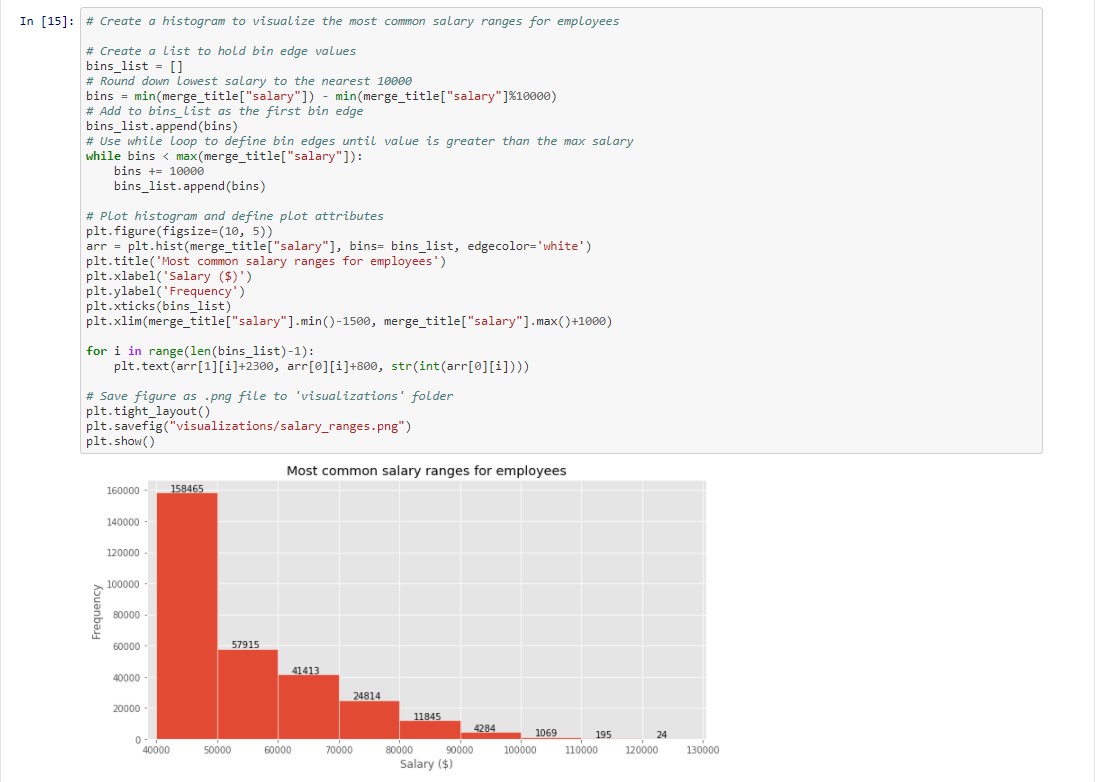 In [15]: # Create a histogram to visualize the most common salary ranges for employees
# Create a list to hold bin edge values
bins_list = []
# Round down lowest salary to the nearest 10000
bins = min(merge_title["salary"]) - min(merge_title["salary"]%10000)
# Add to bins_list as the first bin edge
bins_list.append(bins)
# Use while loop to define bin edges until value is greater than the max salary
while bins < max(merge_title["salary"]):
    bins += 10000
    bins_list.append(bins)
# Plot histogram and define plot attributes
plt.figure(figsize=(10, 5))
arr = plt.hist(merge_title["salary"], bins= bins_list, edgecolor='white')
plt.title('Most common salary ranges for employees')
plt.xlabel('Salary ($)')
plt.ylabel('Frequency')
plt.xticks(bins_list)
plt.xlim(merge_title["salary"].min()-1500, merge_title["salary"].max()+1000)
for i in range(len(bins_list)-1):
    plt.text(arr[1][i]+2300, arr[0][i]+800, str(int(arr[0][i])))
# Save figure as .png file to 'visualizations' folder
plt.tight_layout()
plt.savefig("visualizations/salary_ranges.png")
plt.show()
Most common salary ranges for employees
Frequency
160000
140000
120000
100000
80000
60000
40000
20000
0
158465
57915
41413
24814
11845
4284
1069
195
24
40000 50000 60000 70000 80000 90000 100000 110000 120000 130000
Salary ($)